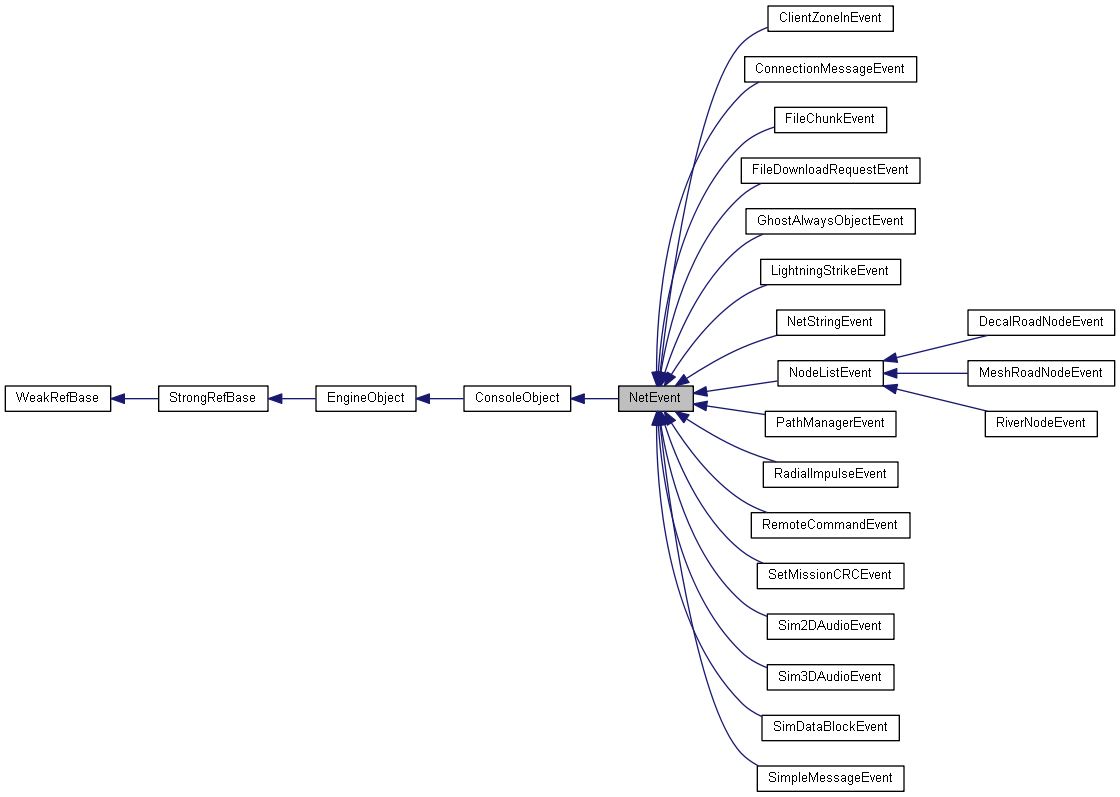 ClientZoneInEvent
ConnectionMessageEvent
FileChunkEvent
FileDownloadRequestEvent
GhostAlwaysObjectEvent
LightningStrikeEvent
NetStringEvent
DecalRoadNodeEvent
NodeListEvent
MeshRoadNodeEvent
WeakRefBase
StrongRefBase
EngineObject
ConsoleObject
NetEvent
PathManagerEvent
RiverNodeEvent
RadialImpulseEvent
RemoteCommandEvent
SetMissionCRCEvent
Sim2DAudioEvent
Sim3DAudioEvent
SimDataBlockEvent
SimpleMessageEvent